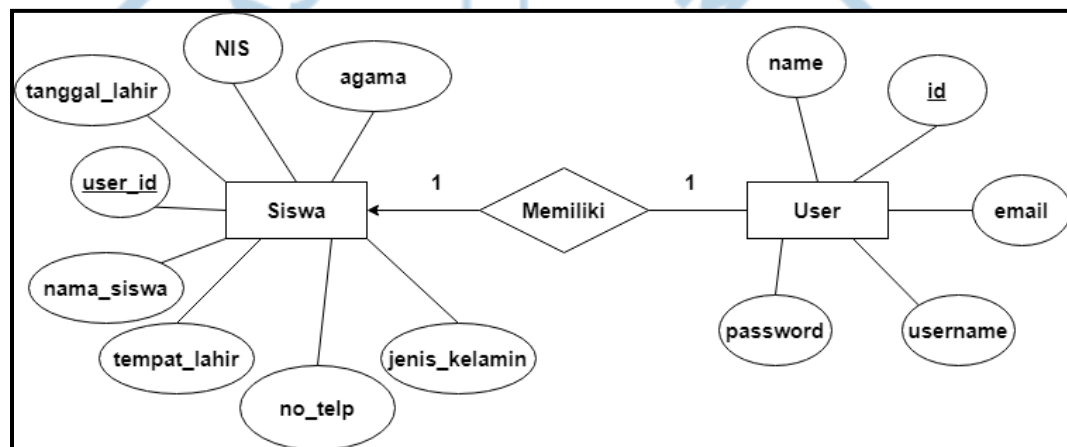 NIS
agama
tanggal_lahir
user_id
Siswa
nama_siswa
tempat_lahir
no_telp
jenis_kelamin
1
Memiliki
1
name
id
User
email
password
username